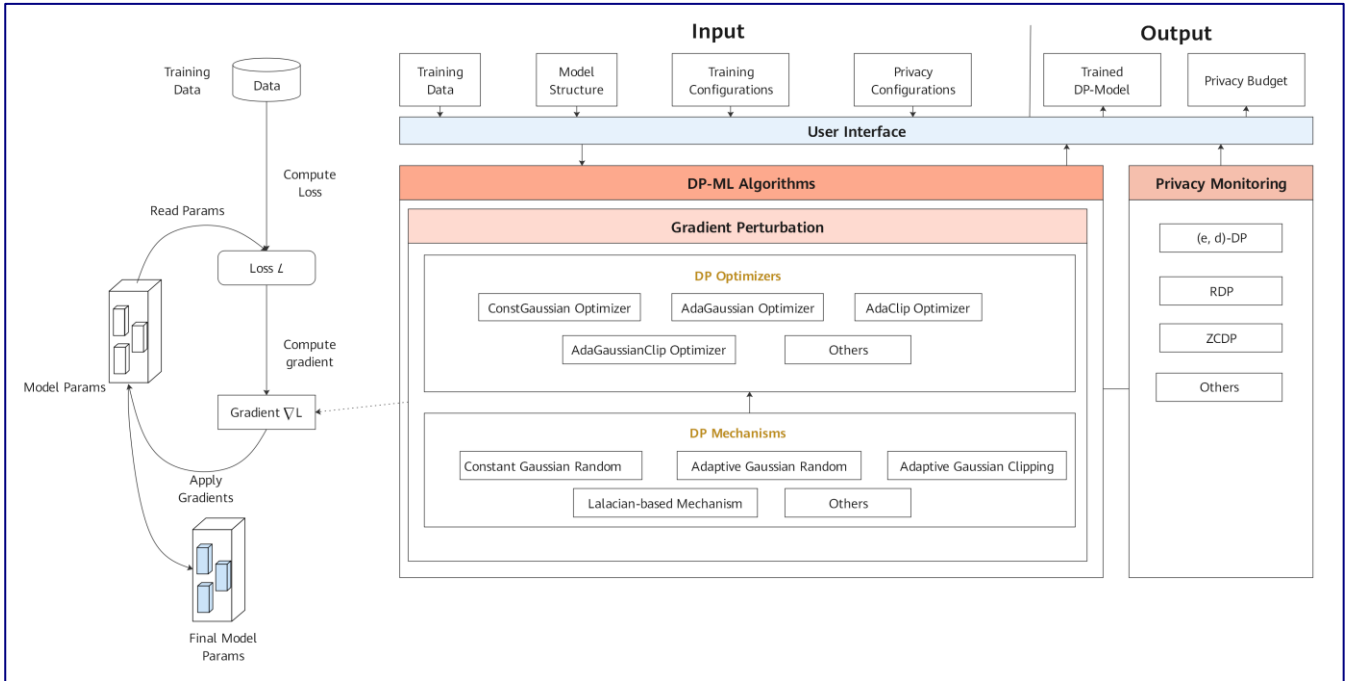 Input
Output
Training
Data
Data
Training
Data
Model
Structure
Training
Configurations
Privacy
Configurations
Trained
DP-Model
Privacy Budget
User Interface
Compute
Loss
Read Params
Loss L
Compute
gradient
Model Params
Gradient ∇L
Apply
Gradients
Final Model
Params
DP-ML Algorithms
Gradient Perturbation
DP Optimizers
ConstGaussian Optimizer
AdaGaussian Optimizer
AdaClip Optimizer
AdaGaussianClip Optimizer
Others
DP Mechanisms
Constant Gaussian Random
Adaptive Gaussian Random
Adaptive Gaussian Clipping
Lalacian-based Mechanism
Others
Privacy Monitoring
(e, d)-DP
RDP
ZCDP
Others